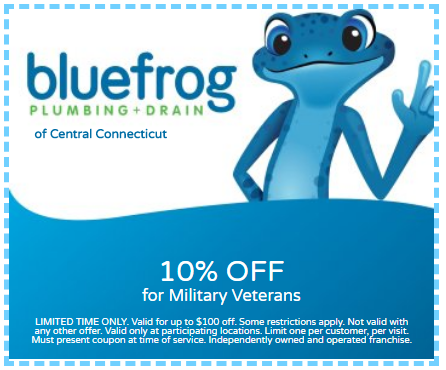 bluefrog
PLUMBING + DRAIN
of Central Connecticut
10% OFF
for Military Veterans
LIMITED TIME ONLY. Valid for up to $100 off. Some restrictions apply. Not valid with
any other offer. Valid only at participating locations. Limit one per customer, per visit.
Must present coupon at time of service. Independently owned and operated franchise.